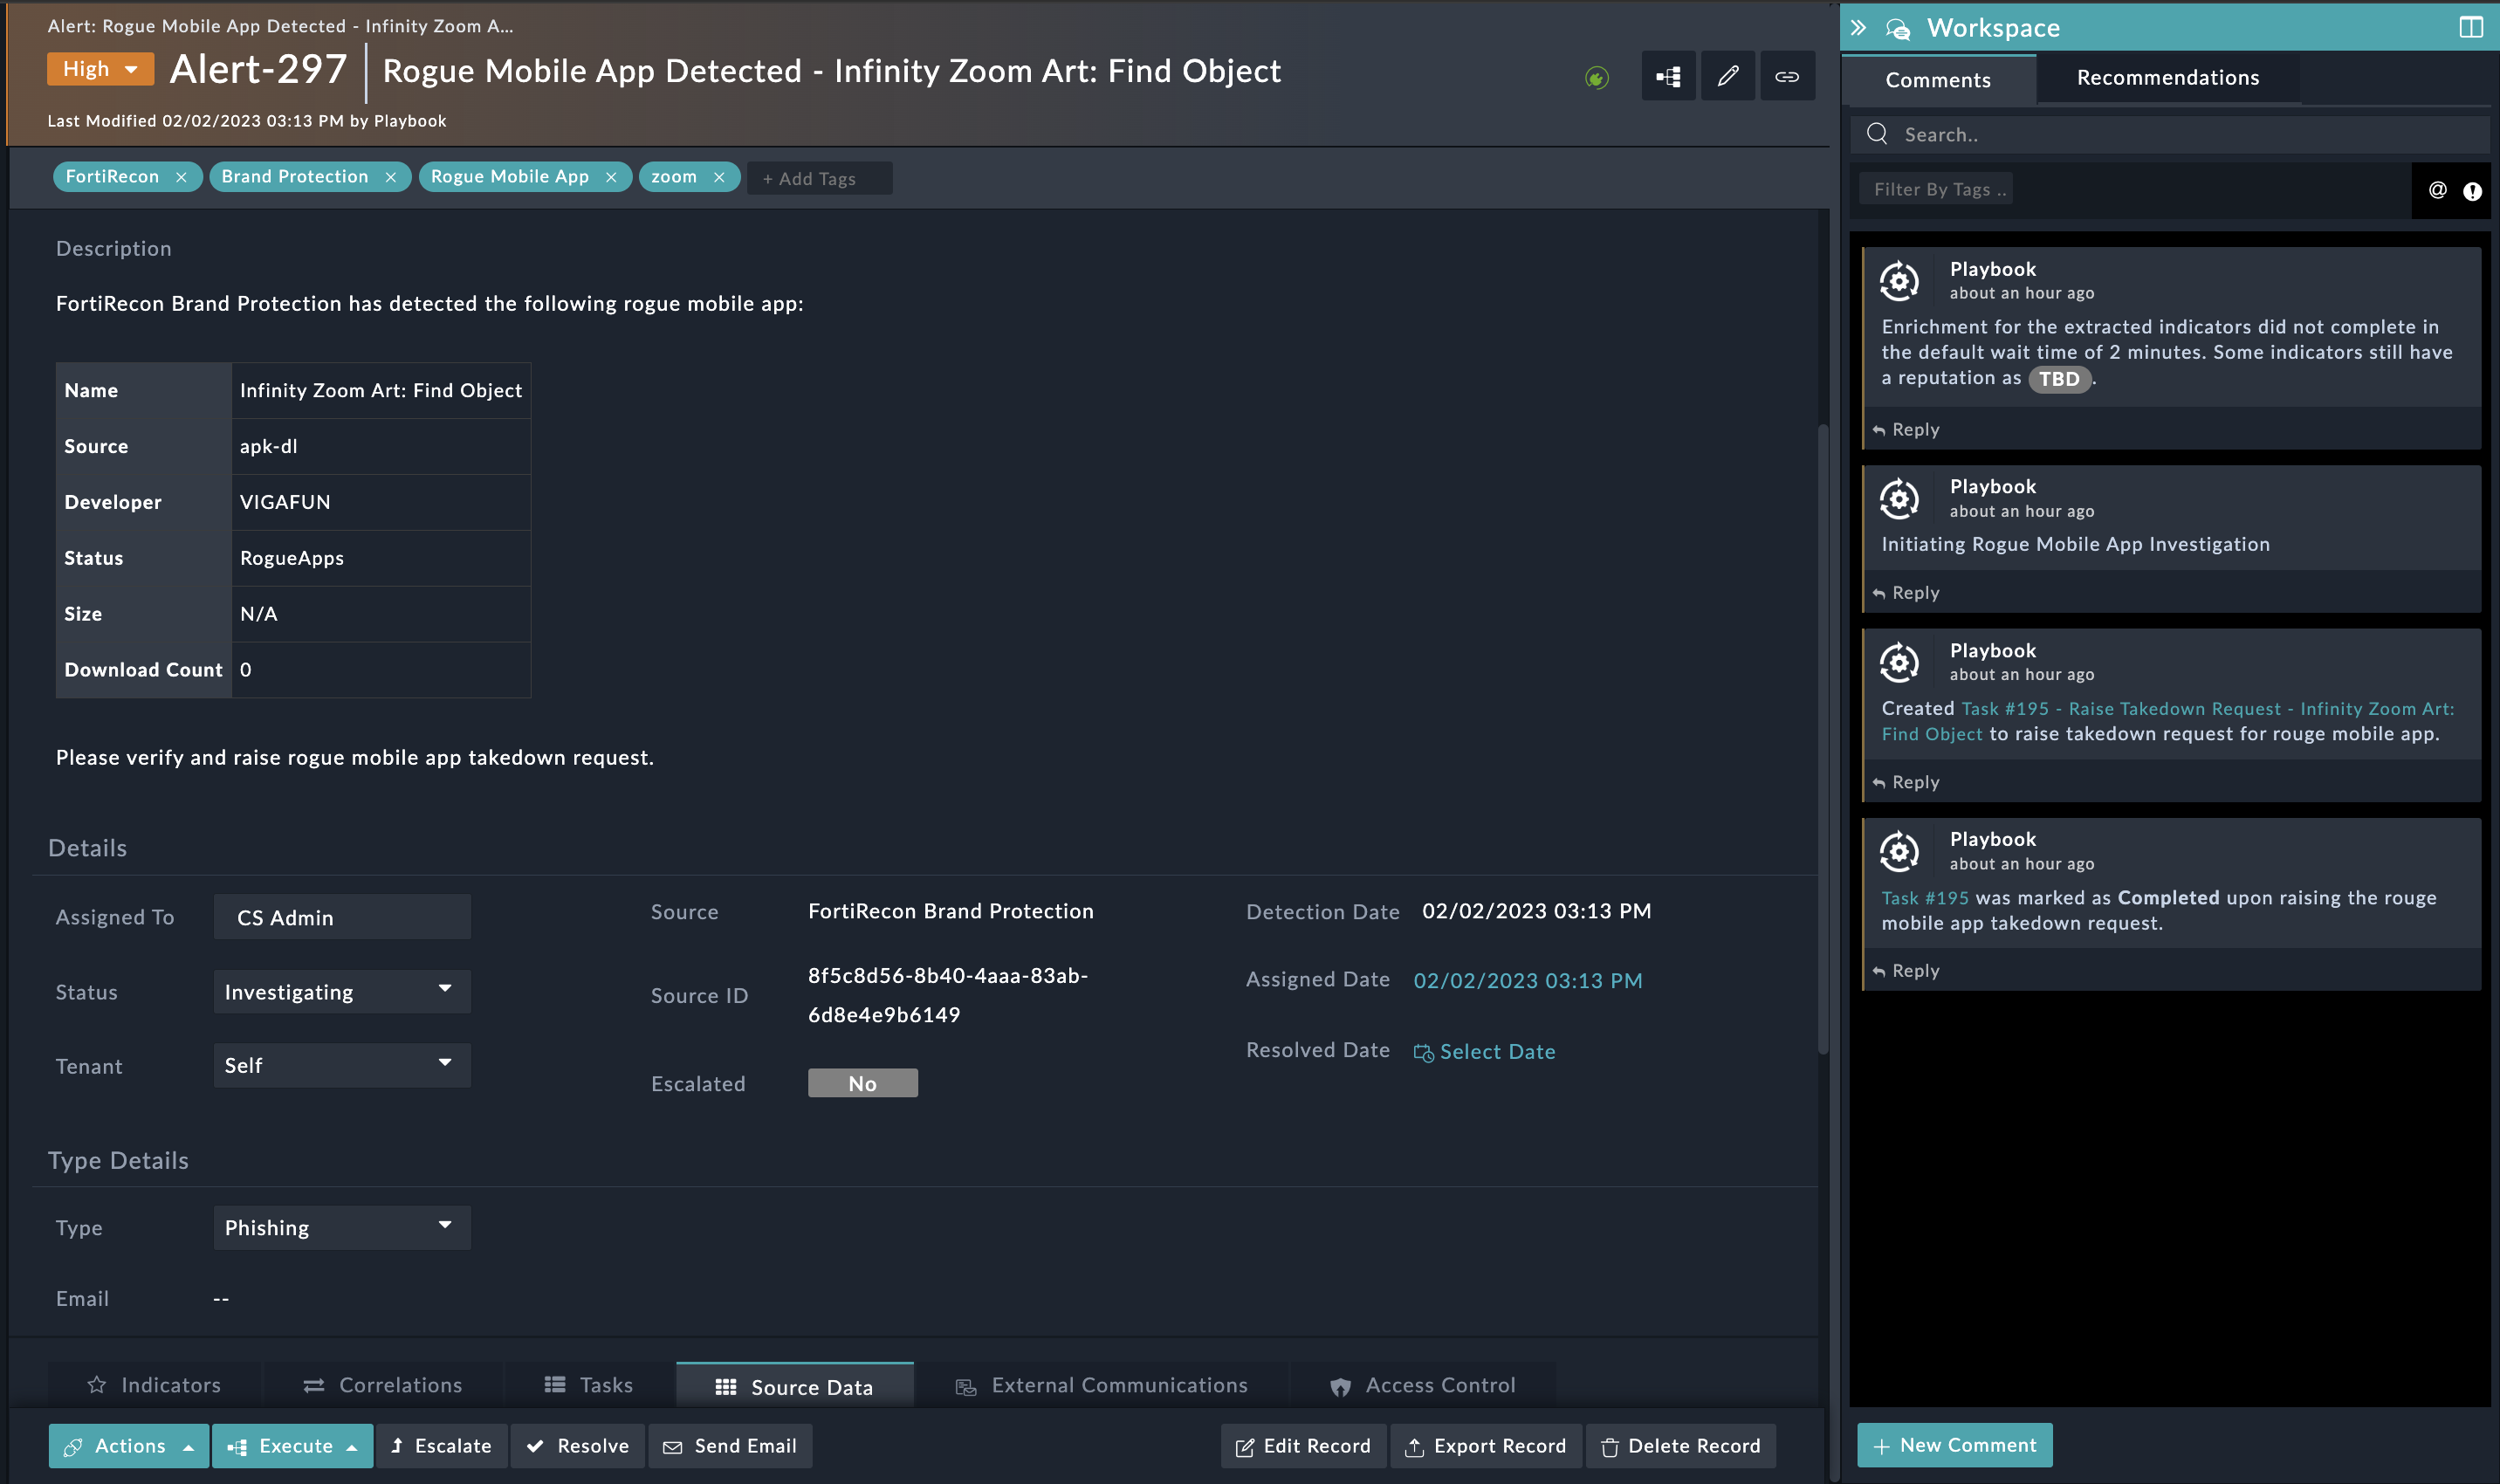 Alert: Rogue Mobile App Detected - Infinity Zoom A...
High Alert-297 Rogue Mobile App Detected - Infinity Zoom Art: Find Object
Last Modified 02/02/2023 03:13 PM by Playbook
FortiRecon × Brand Protection × Rogue Mobile App × zoom × + Add Tags
Description
FortiRecon Brand Protection has detected the following rogue mobile app:
Name Infinity Zoom Art: Find Object
Source apk-dl
Developer VIGAFUN
Status RogueApps
Size N/A
Download Count 0
Please verify and raise rogue mobile app takedown request.
Details
Assigned To CS Admin
Status Investigating
Tenant Self
Source FortiRecon Brand Protection
Source ID 8f5c8d56-8b40-4aaa-83ab-
6d8e4e9b6149
Escalated No
Detection Date 02/02/2023 03:13 PM
Assigned Date 02/02/2023 03:13 PM
Resolved Date Select Date
Type Details
Type Phishing
Email --
Indicators Correlations Tasks Source Data External Communications Access Control
Actions Execute Escalate Resolve Send Email Edit Record Export Record Delete Record
Workspace
Comments Recommendations
Search..
Filter By Tags .. @
Playbook
about an hour ago
Enrichment for the extracted indicators did not complete in
the default wait time of 2 minutes. Some indicators still have
a reputation as TBD.
Reply
Playbook
about an hour ago
Initiating Rogue Mobile App Investigation
Reply
Playbook
about an hour ago
Created Task #195 - Raise Takedown Request - Infinity Zoom Art:
Find Object to raise takedown request for rouge mobile app.
Reply
Playbook
about an hour ago
Task #195 was marked as Completed upon raising the rouge
mobile app takedown request.
Reply
+ New Comment